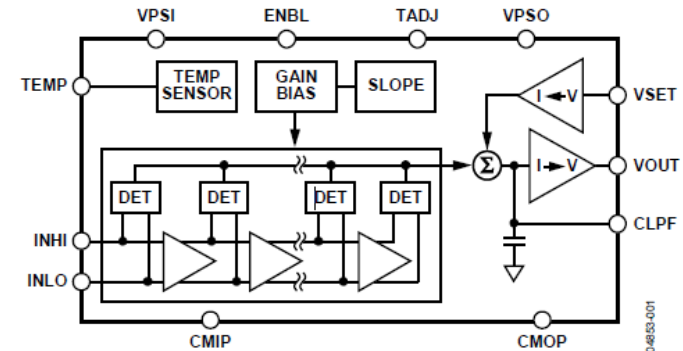 VPSI ENBL TADJ VPSO
TEMP
TEMP
SENSOR
GAIN
BIAS
SLOPE
I V
VSET
Σ
I V
VOUT
DET DET DET DET
CLPF
INHI
INLO
CMIP CMOP
04853-001